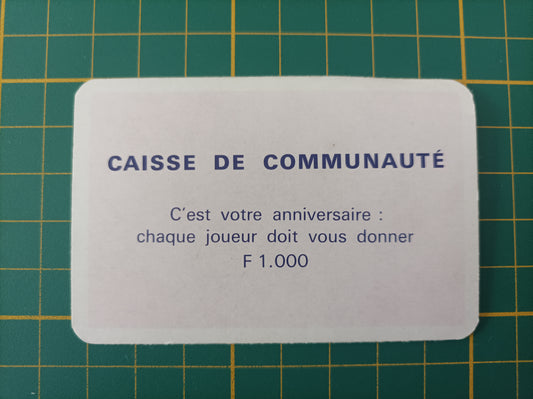 CAISSE DE COMMUNAUTÉ
C'est votre anniversaire :
chaque joueur doit vous donner
F 1.000